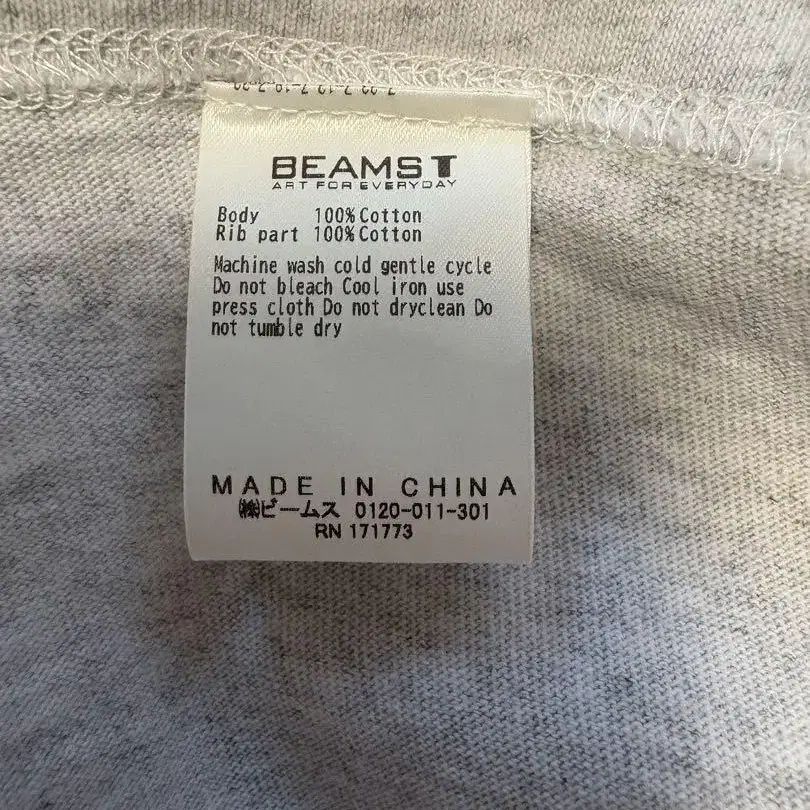 BEAMS T
ART FOR EVERYDAY
Body 100%Cotton
Rib part 100%Cotton
Machine wash cold gentle cycle
Do not bleach Cool iron use
press cloth Do not dryclean Do
not tumble dry
MADE IN CHINA
㈱ビームス 0120-011-301
RN 171773